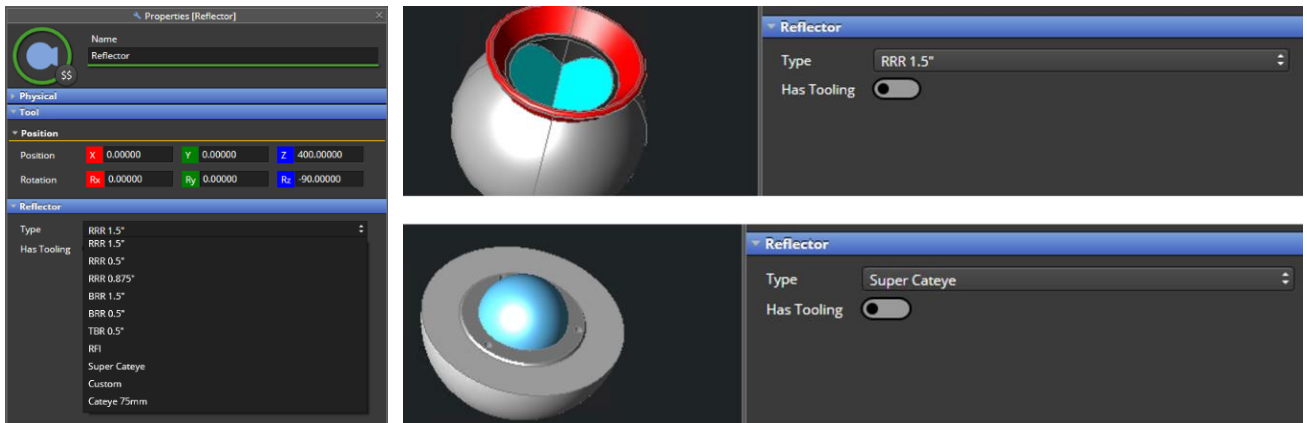 Properties [Reflector]
Name
Reflector
$$
Physical
Tool
Position
Position X 0.00000 Y 0.00000 Z 400.00000
Rotation Rx 0.00000 Ry 0.00000 Rz -90.00000
Reflector
Type RRR 1.5"
Has Tooling
RRR 1.5"
RRR 0.5"
RRR 0.875"
BRR 1.5"
BRR 0.5"
TBR 0.5"
RFI
Super Cateye
Custom
Cateye 75mm
Reflector
Type RRR 1.5"
Has Tooling
Reflector
Type Super Cateye
Has Tooling